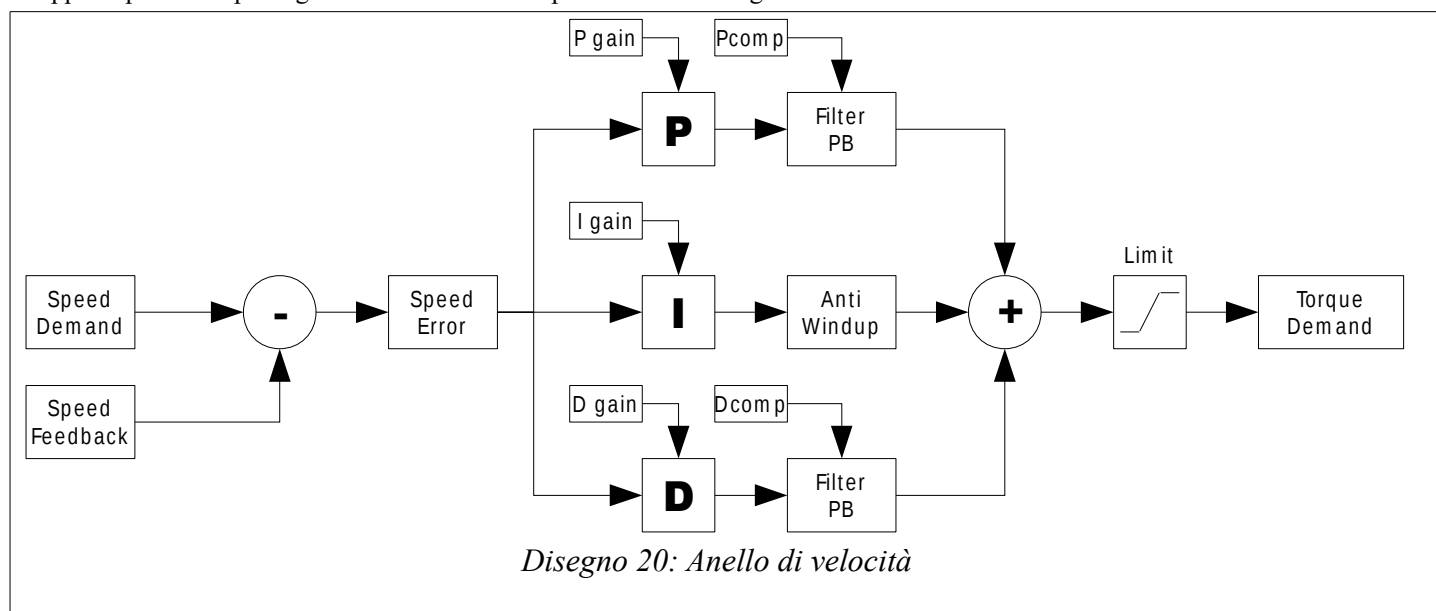 P gain
Pcomp
P
Filter
PB
I gain
Limit
Speed
Demand
-
Speed
Error
I
Anti
Windup
+
Torque
Demand
Speed
Feedback
D gain
Dcomp
D
Filter
PB
Disegno 20: Anello di velocità